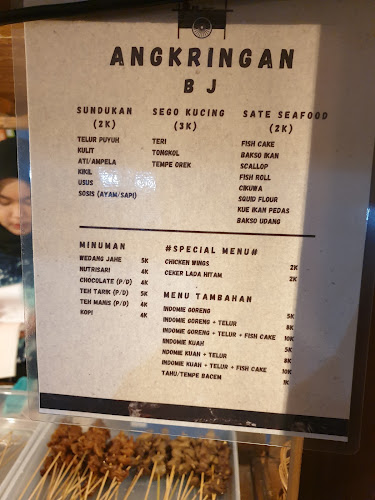 ANGKRINGAN
BJ
SUNDUKAN
(2K)
TELUR PUYUH
KULIT
ATI/AMPELA
KIKIL
USUS
SOSIS (AYAM/SAPI)
SEGO KUCING
(3K)
TERI
TONGKOL
TEMPE OREK
SATE SEAFOOD
(2K)
FISH CAKE
BAKSO IKAN
SCALLOP
FISH ROLL
CIKUWA
SQUID FLOUR
KUE IKAN PEDAS
BAKSO UDANG
MINUMAN
WEDANG JAHE 5K
NUTRISARI 4K
CHOCOLATE (P/D) 4K
TEH TARIK (P/D) 5K
TEH MANIS (P/D) 4K
KOPI 4K
#SPECIAL MENU#
CHICKEN WINGS 2K
CEKER LADA HITAM 2K
MENU TAMBAHAN
INDOMIE GORENG 5K
INDOMIE GORENG + TELUR 8K
INDOMIE GORENG + TELUR + FISH CAKE 10K
INDOMIE KUAH 5K
NDOMIE KUAH + TELUR 8K
INDOMIE KUAH + TELUR + FISH CAKE 10K
TAHU/TEMPE BACEM 1K